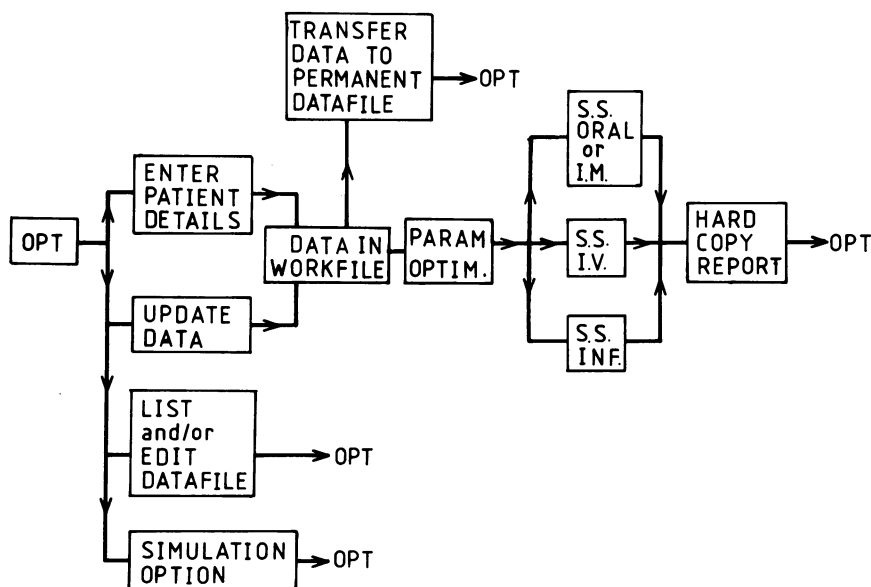 TRANSFER
DATA TO
PERMANENT
DATAFILE
OPT
S.S.
ORAL
or
I.M.
ENTER
PATIENT
DETAILS
OPT
DATA IN
WORKFILE
PARAM
OPTIM.
S.S.
I.V.
HARD
COPY
REPORT
OPT
UPDATE
DATA
S.S.
INF.
LIST
and/or
EDIT
DATAFILE
OPT
SIMULATION
OPTION
OPT